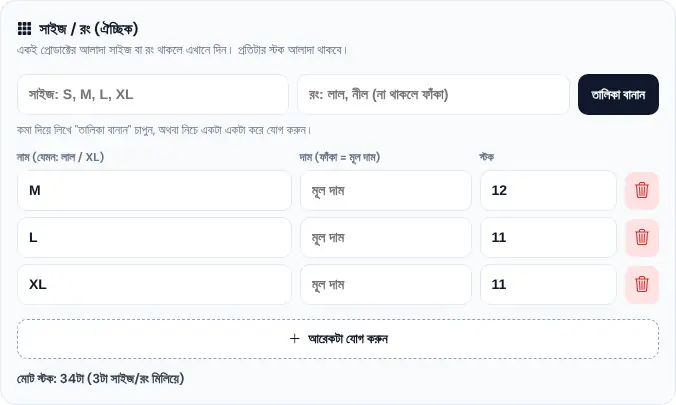 সাইজ / রং (ঐচ্ছিক)
একই প্রোডাক্টের আলাদা সাইজ বা রং থাকলে এখানে দিন। প্রতিটার স্টক আলাদা থাকবে।
সাইজ: S, M, L, XL রং: লাল, নীল (না থাকলে ফাঁকা) তালিকা বানান
কমা দিয়ে লিখে "তালিকা বানান" চাপুন, অথবা নিচে একটা একটা করে যোগ করুন।
নাম (যেমন: লাল / XL) দাম (ফাঁকা = মূল দাম) স্টক
M মূল দাম 12
L মূল দাম 11
XL মূল দাম 11
+ আরেকটা যোগ করুন
মোট স্টক: 34টা (3টা সাইজ/রং মিলিয়ে)